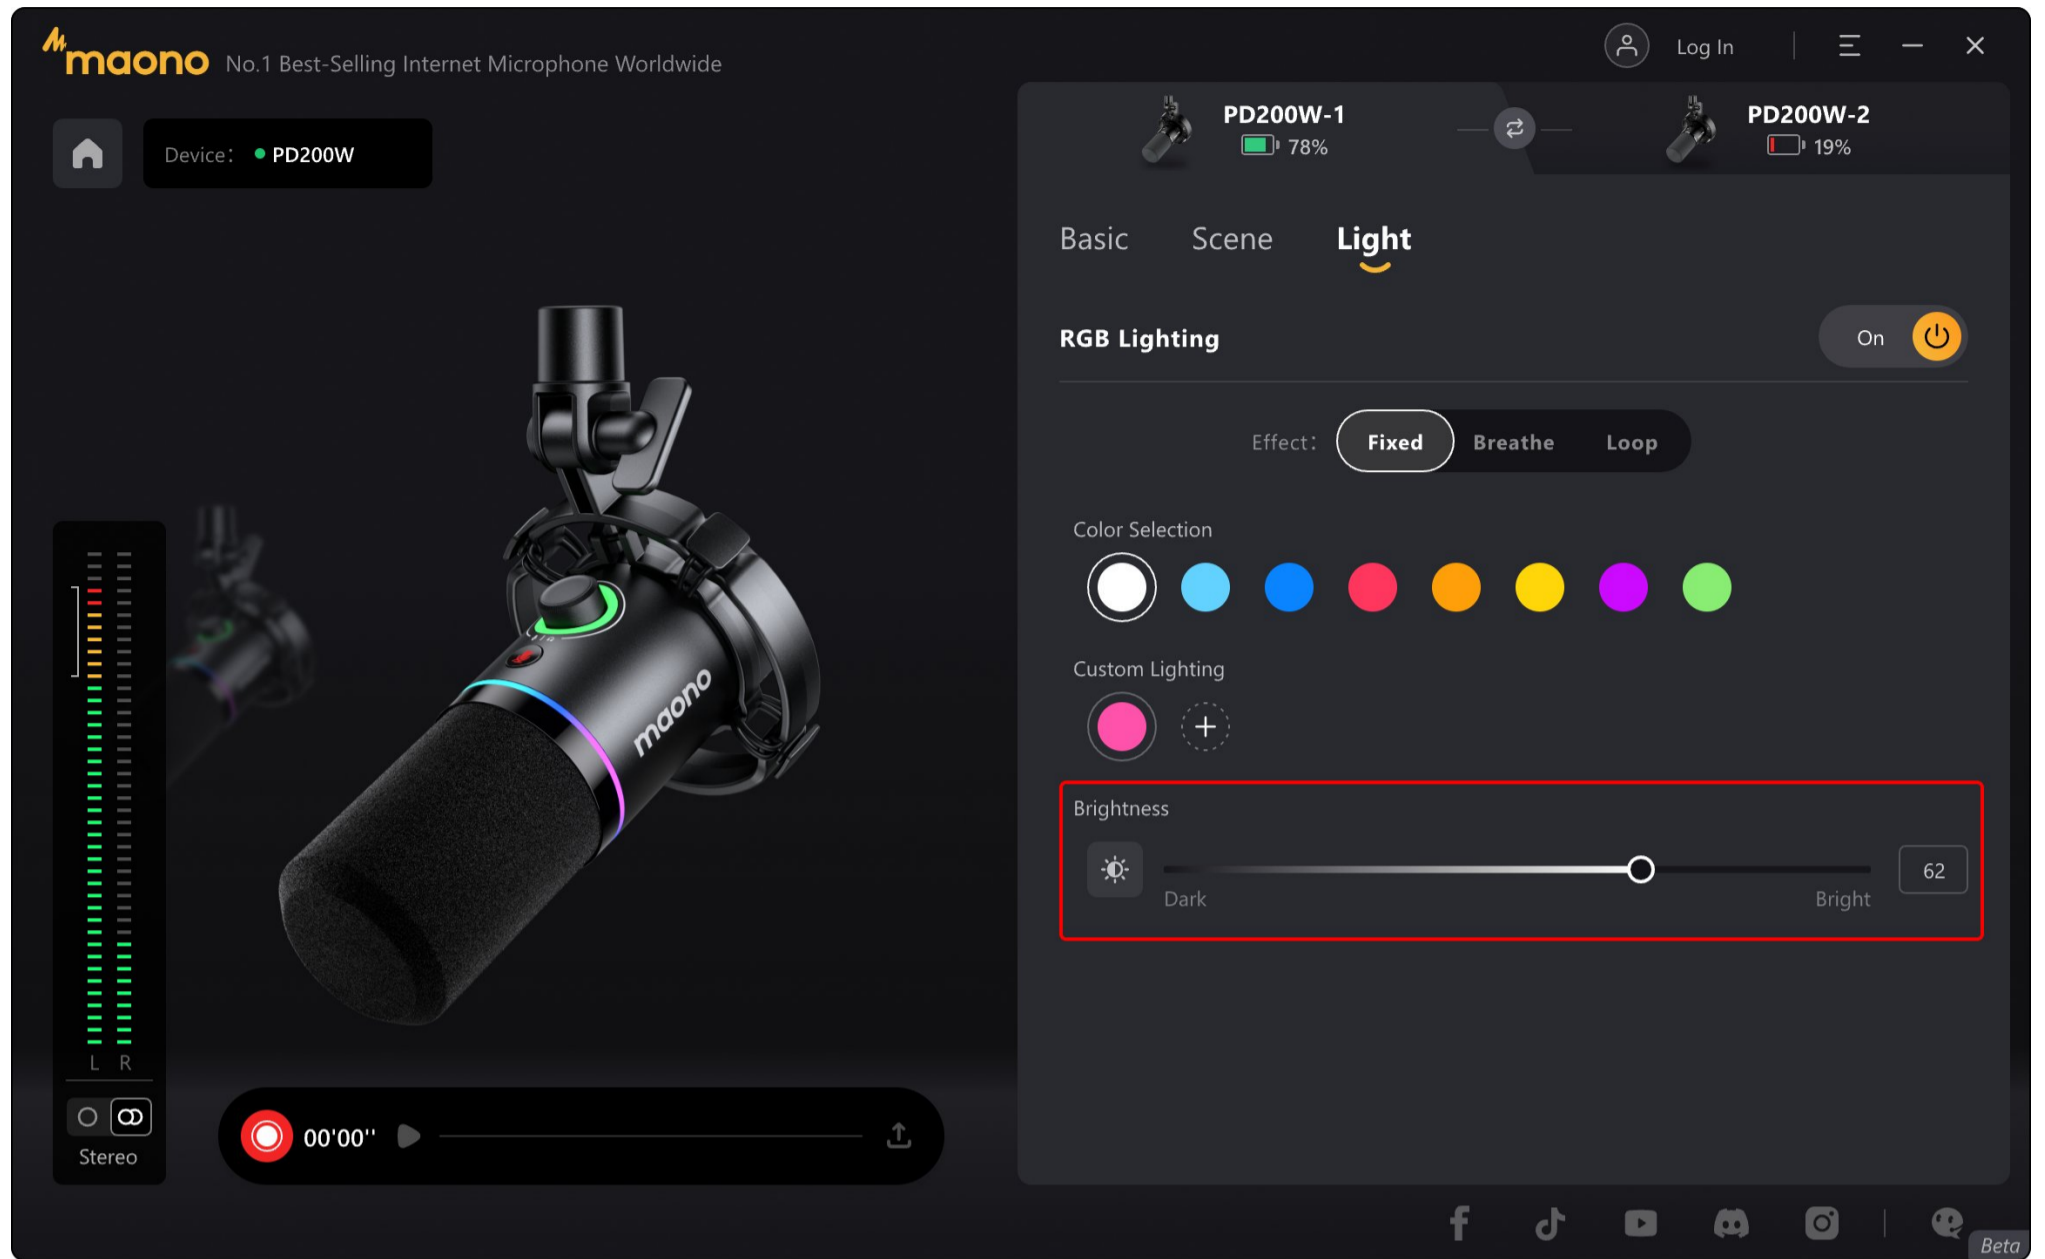 maono No.1 Best-Selling Internet Microphone Worldwide
Log In
Device: PD200W
PD200W-1
78%
PD200W-2
19%
Basic Scene Light
RGB Lighting
On
Effect: Fixed Breathe Loop
Color Selection
Custom Lighting
maono
Brightness
62
Dark Bright
L R
Stereo
00'00''
Beta